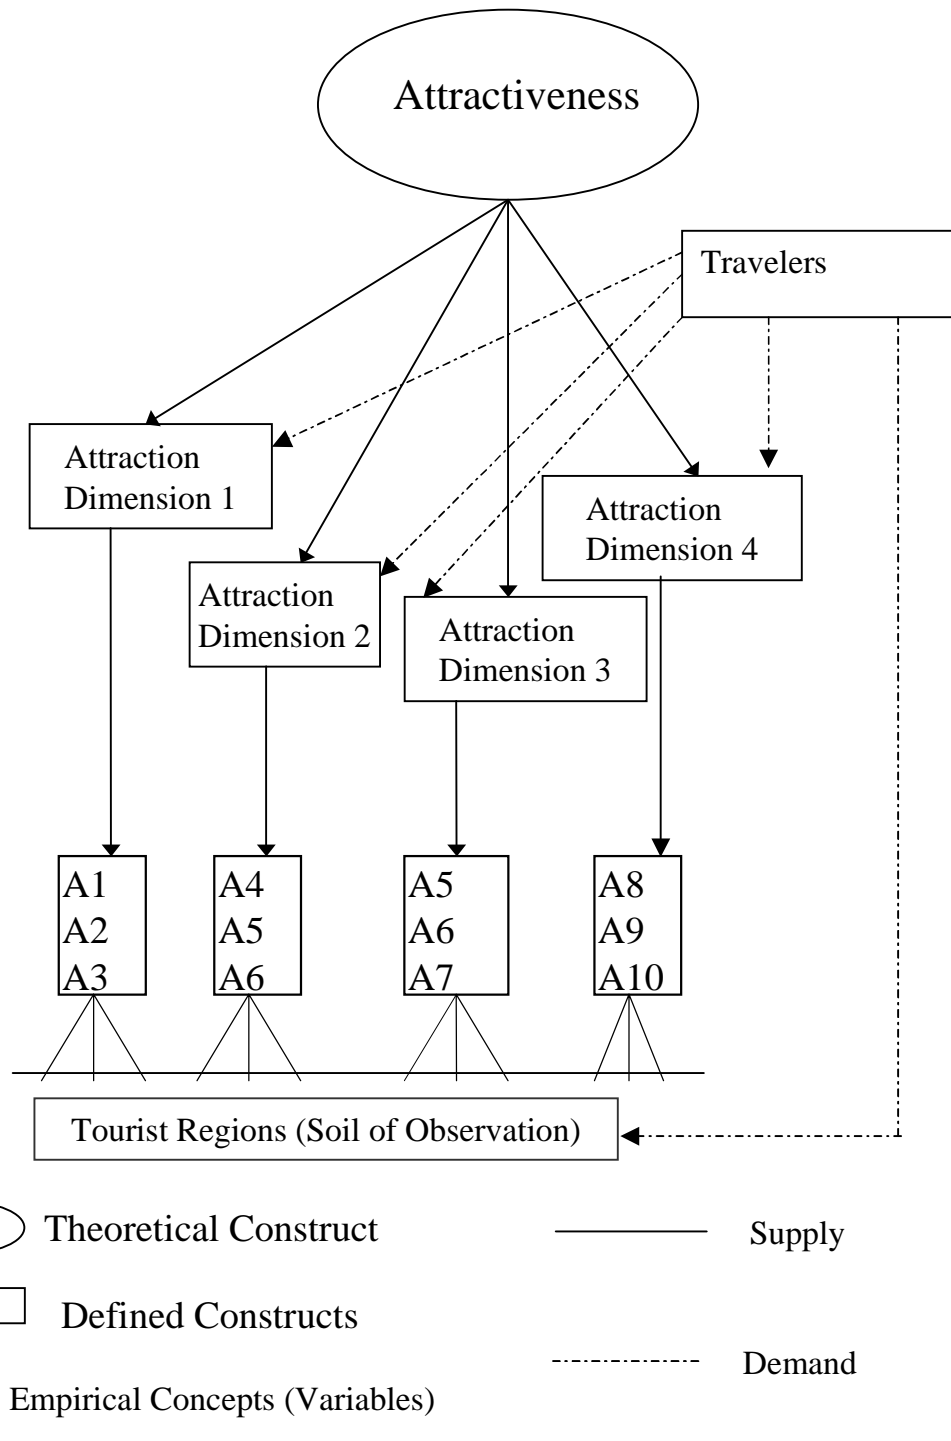 Attractiveness
Travelers
Attraction
Dimension 1
Attraction
Dimension 2
Attraction
Dimension 3
Attraction
Dimension 4
A1
A2
A3
A4
A5
A6
A5
A6
A7
A8
A9
A10
Tourist Regions (Soil of Observation)
Theoretical Construct
Supply
Defined Constructs
Demand
Empirical Concepts (Variables)